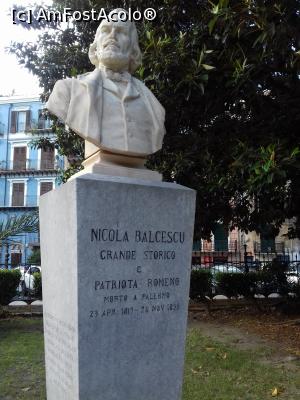 [c] AmFostAcolo®
NICOLA BALCESCU
GRANDE STORICO
E
PATRIOTA ROMENO
MORTO A PALERMO